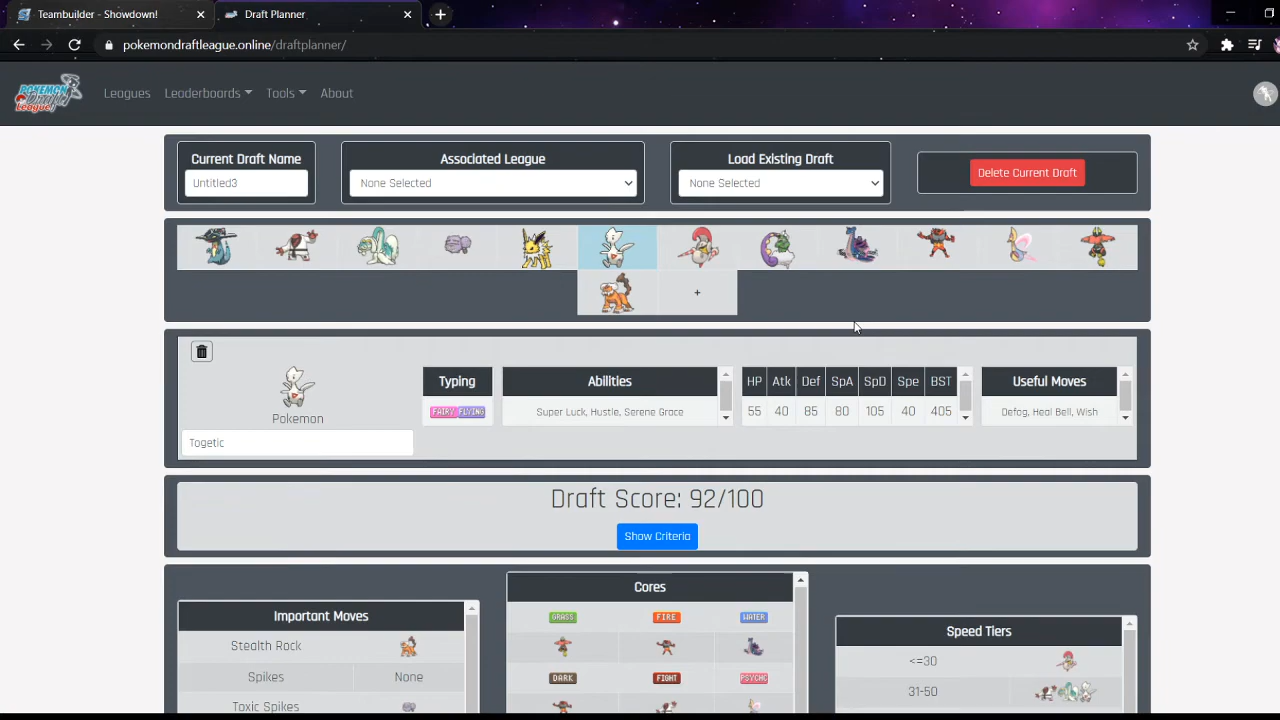 Teambuilder - Showdown!
Draft Planner
pokemondraftleague.online/draftplanner/
POKEMON
Draft
League!
Leagues
Leaderboards
Tools
About
Current Draft Name
Untitled3
Associated League
None Selected
Load Existing Draft
None Selected
Delete Current Draft
+
Pokemon
Togetic
Typing
FAIRY FLYING
Abilities
Super Luck, Hustle, Serene Grace
HP Atk Def SpA SpD Spe BST
55 40 85 80 105 40 405
Useful Moves
Defog, Heal Bell, Wish
Draft Score: 92/100
Show Criteria
Important Moves
Stealth Rock
Spikes None
Toxic Spikes
Cores
GRASS FIRE WATER
DARK FIGHT PSYCHC
Speed Tiers
<=30
31-50